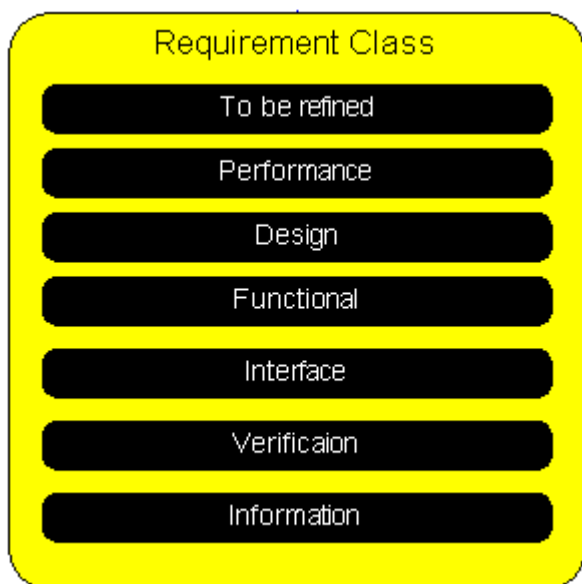 Requirement Class
To be refined
Performance
Design
Functional
Interface
Verificaion
Information